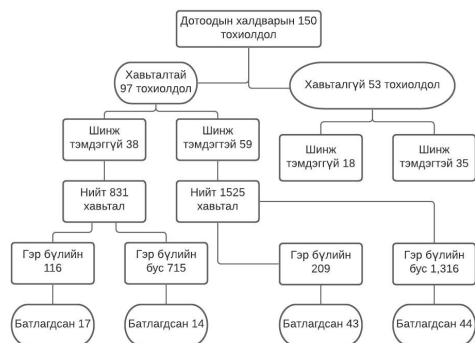 Дотоодын халдварын 150
тохиолдол
Хавьталтай
97 тохиолдол
Хавьталгүй 53 тохиолдол
Шинж
тэмдэггүй 38
Шинж
тэмдэгтэй 59
Шинж
тэмдэггүй 18
Шинж
тэмдэгтэй 35
Нийт 831
хавьтал
Нийт 1525
хавьтал
Гэр бүлийн
116
Гэр бүлийн
бус 715
Гэр бүлийн
209
Гэр бүлийн
бус 1,316
Батлагдсан 17
Батлагдсан 14
Батлагдсан 43
Батлагдсан 44